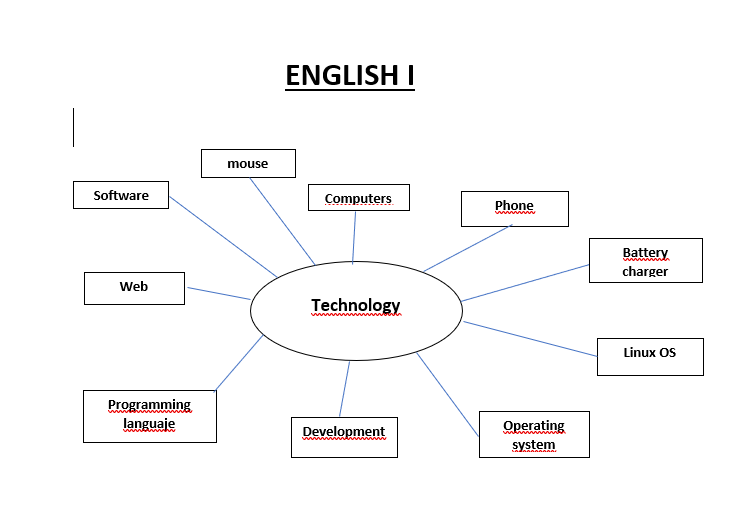 ENGLISH I
mouse
Software
Computers
Phone
Battery
charger
Web
Technology
Linux OS
Programming
languaje
Development
Operating
system